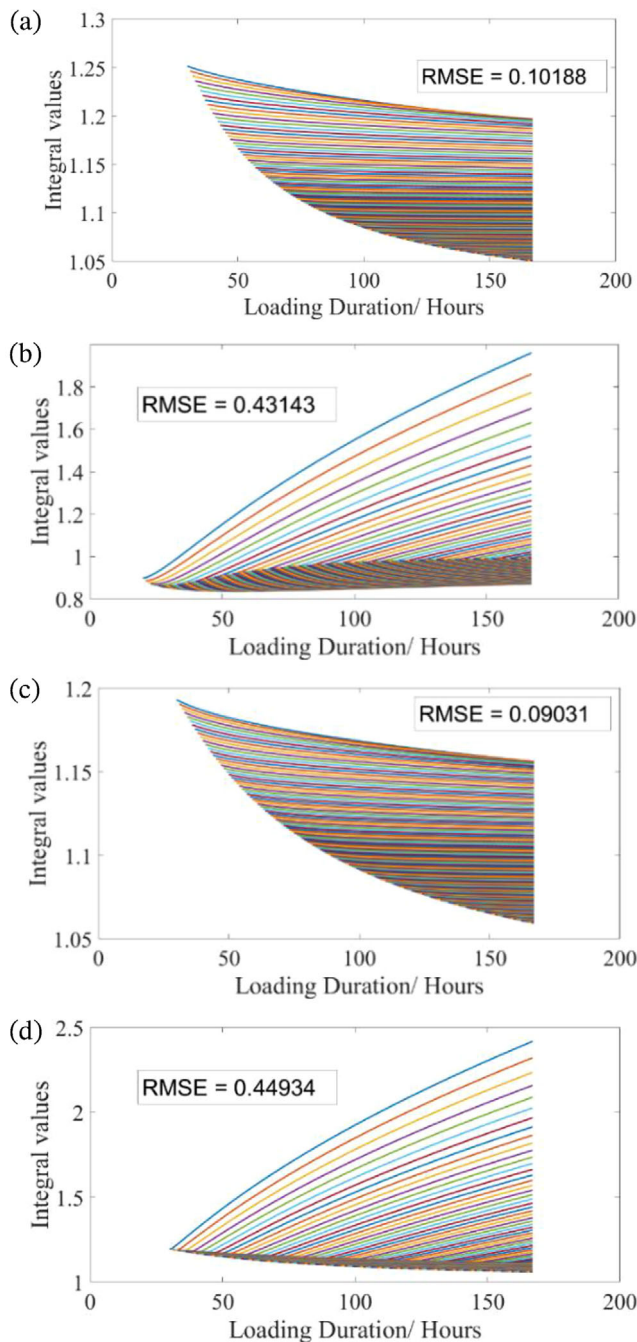 (a)
1.3
1.25
1.2
1.15
1.1
1.05
Integral values
RMSE = 0.10188
0 50 100 150 200
Loading Duration/ Hours
(b)
1.8
1.6
1.4
1.2
1
0.8
Integral values
RMSE = 0.43143
0 50 100 150 200
Loading Duration/ Hours
(c)
1.2
1.15
1.1
1.05
Integral values
RMSE = 0.09031
0 50 100 150 200
Loading Duration/ Hours
(d)
2.5
2
1.5
1
Integral values
RMSE = 0.44934
0 50 100 150 200
Loading Duration/ Hours